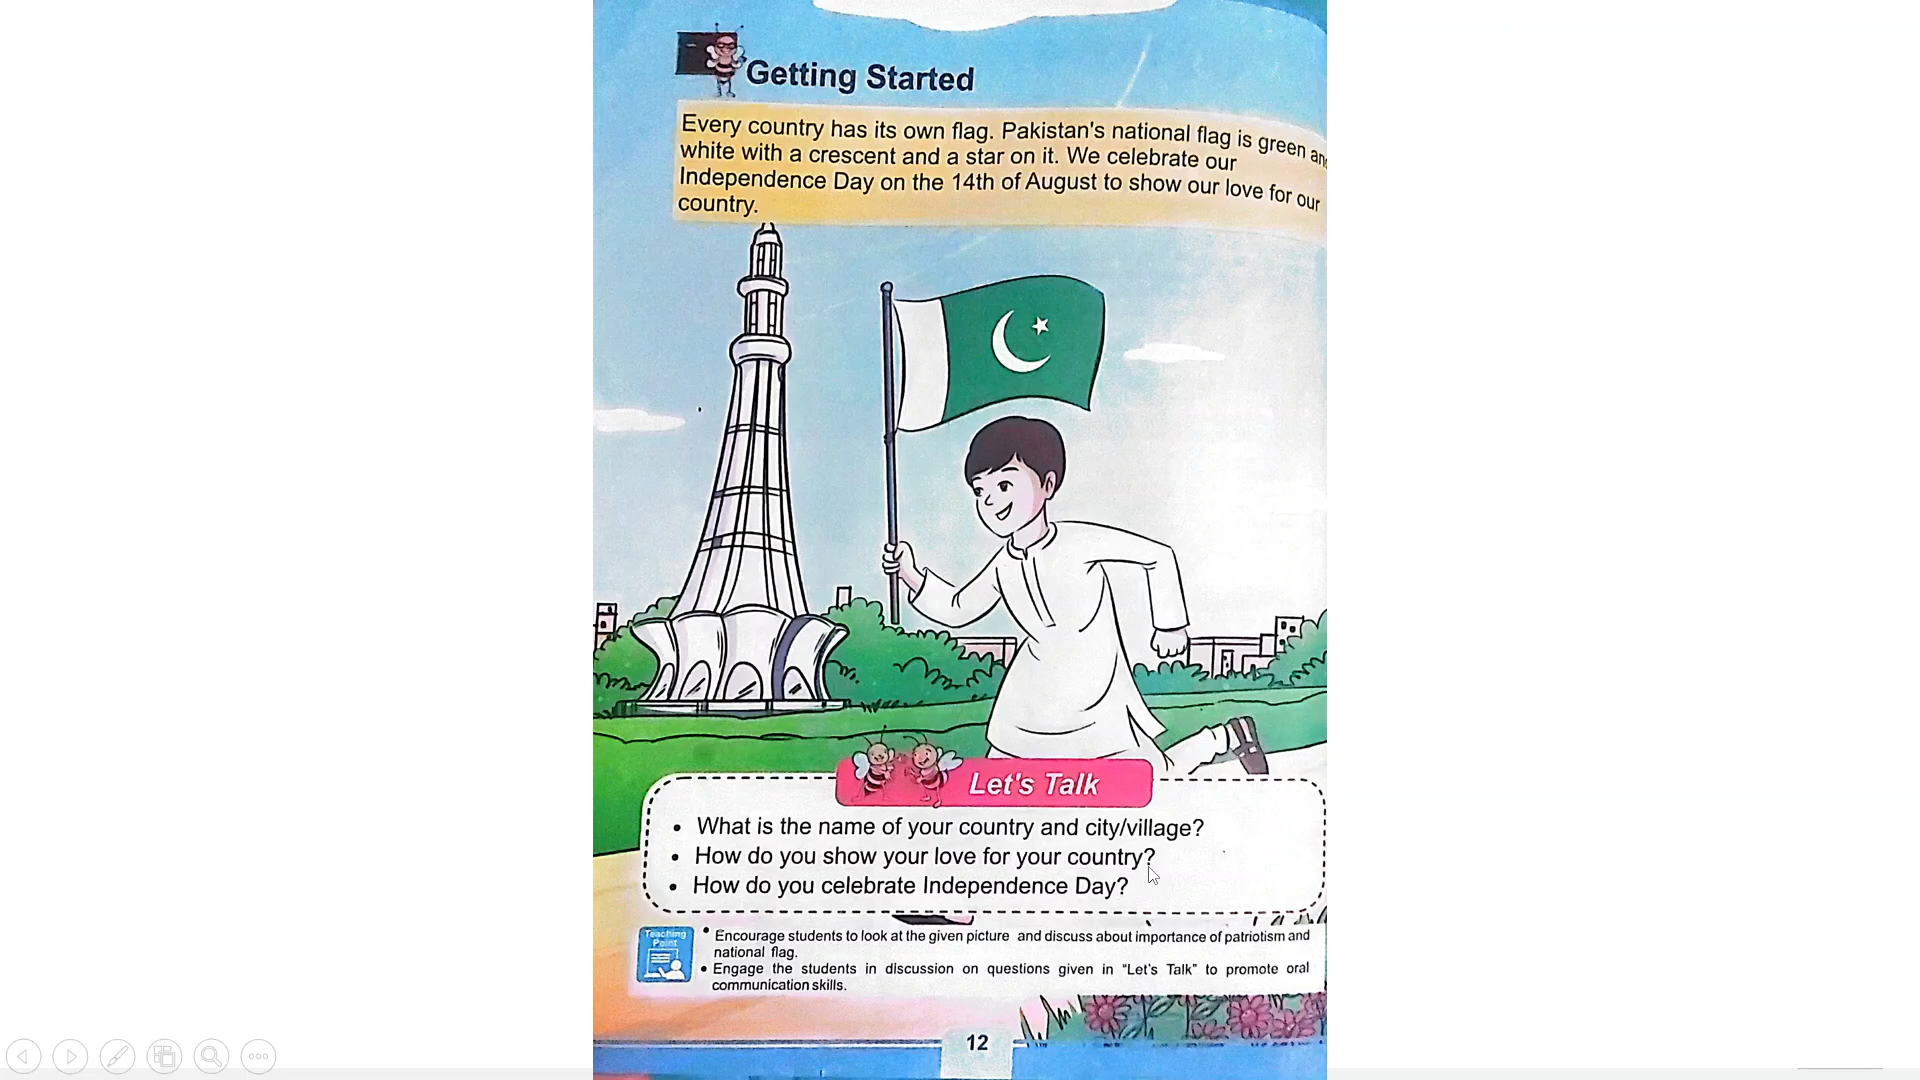 Getting Started
Every country has its own flag. Pakistan's national flag is green
white with a crescent and a star on it. We celebrate our
Independence Day on the 14th of August to show our love for our
country.
Let's Talk
• What is the name of your country and city/village?
• How do you show your love for your country?
• How do you celebrate Independence Day?
Teaching
Point
• Encourage students to look at the given picture and discuss about importance of patriotism and
national flag.
• Engage the students in discussion on questions given in "Let's Talk" to promote oral
communication skills.
12